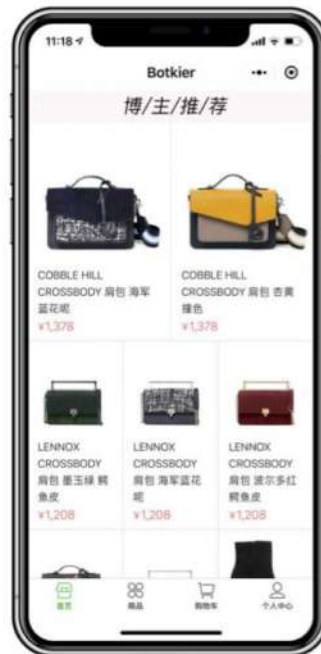 11:18
Botkier
博/主/推/荐
COBBLE HILL
CROSSBODY 肩包 海军
蓝花呢
¥1,378
COBBLE HILL
CROSSBODY 肩包 杏黄
撞色
¥1,378
LENNOX
CROSSBODY
肩包 墨玉绿 鳄
鱼皮
¥1,208
LENNOX
CROSSBODY
肩包 海军蓝花
呢
¥1,208
LENNOX
CROSSBODY
肩包 波尔多红
鳄鱼皮
¥1,208
首页
商品
购物车
个人中心